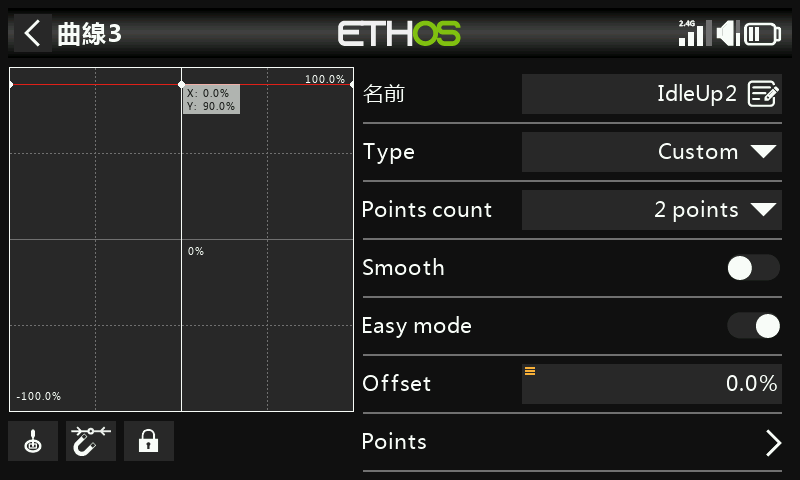 曲線3
ETHOS
2.4G
100.0%
X: 0.0%
Y: 90.0%
0%
-100.0%
名前 IdleUp2
Type Custom
Points count 2 points
Smooth
Easy mode
Offset 0.0%
Points